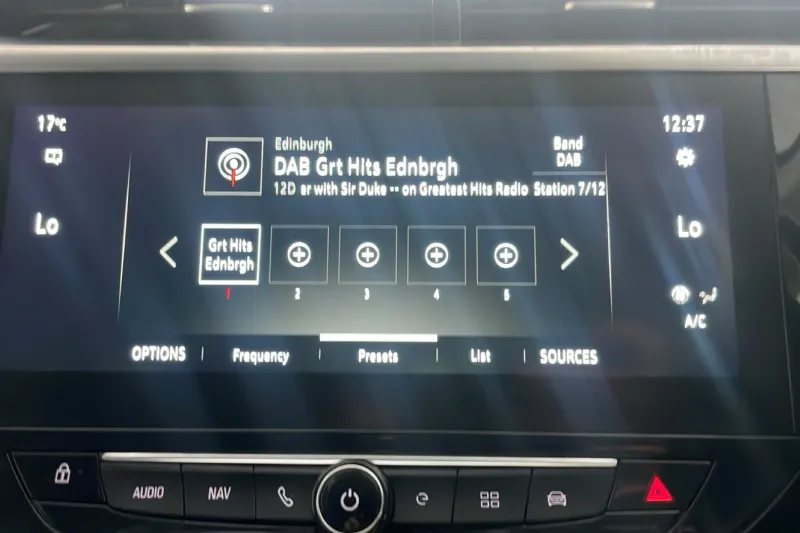 17°C
12:37
Edinburgh
Band
DAB Grt Hits Ednbrgh
DAB
12D er with Sir Duke -- on Greatest Hits Radio Station 7/12
Lo
Lo
Grt Hits
Ednbrgh
1 2 3 4 5
A/C
OPTIONS Frequency Presets List SOURCES
AUDIO NAV